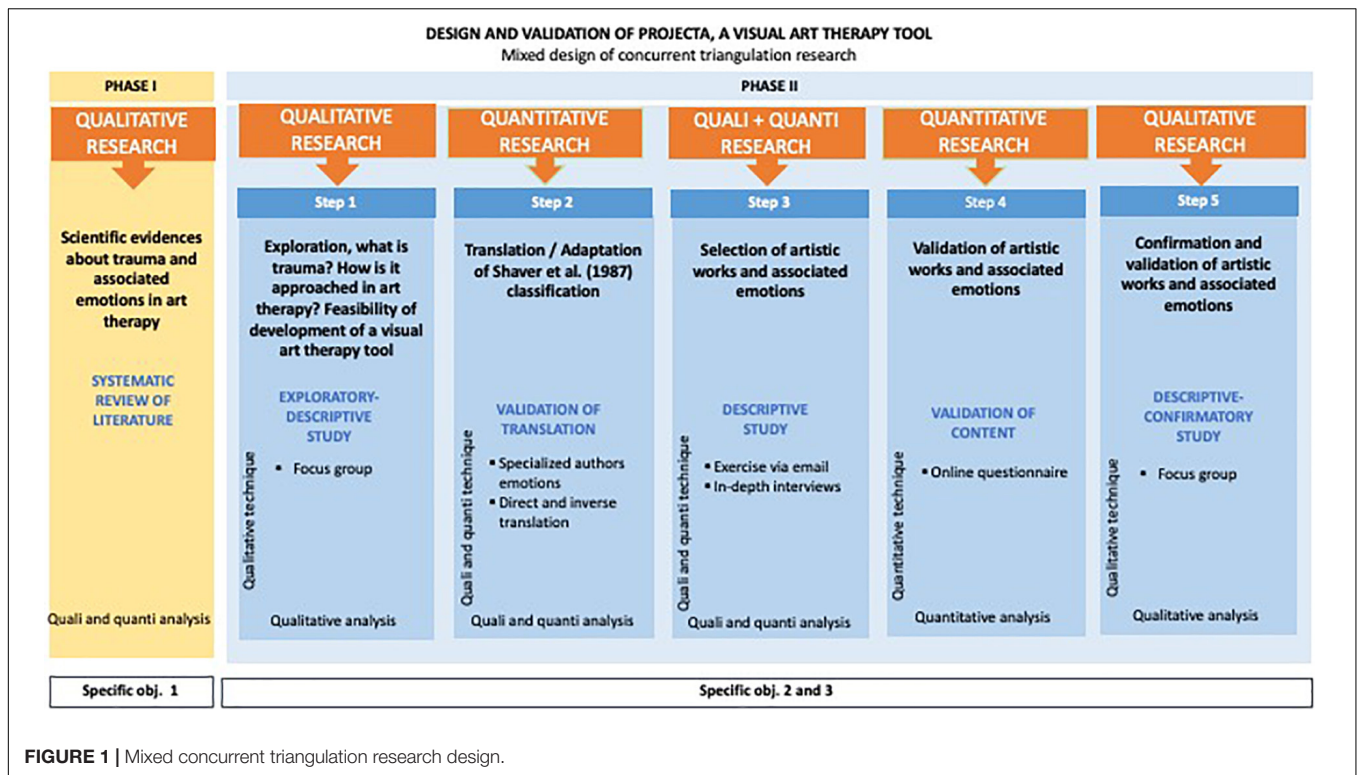 DESIGN AND VALIDATION OF PROJECTA, A VISUAL ART THERAPY TOOL
Mixed design of concurrent triangulation research
PHASE I
QUALITATIVE
RESEARCH
Scientific evidences
about trauma and
associated
emotions in art
therapy
SYSTEMATIC
REVIEW OF
LITERATURE
Quali and quanti analysis
Specific obj. 1
PHASE II
QUALITATIVE
RESEARCH
Step 1
Exploration, what is
trauma? How is it
approached in art
therapy? Feasibility of
development of a visual
art therapy tool
EXPLORATORY-
DESCRIPTIVE
STUDY
▪ Focus group
Qualitative technique
Qualitative analysis
QUANTITATIVE
RESEARCH
Step 2
Translation / Adaptation
of Shaver et al. (1987)
classification
VALIDATION OF
TRANSLATION
▪ Specialized authors
emotions
▪ Direct and inverse
translation
Quali and quanti technique
Quali and quanti analysis
QUALI + QUANTI
RESEARCH
Step 3
Selection of artistic
works and associated
emotions
DESCRIPTIVE
STUDY
▪ Exercise via email
▪ In-depth interviews
Quali and quanti technique
Quali and quanti analysis
QUANTITATIVE
RESEARCH
Step 4
Validation of artistic
works and associated
emotions
VALIDATION OF
CONTENT
▪ Online questionnaire
Quantitative technique
Quantitative analysis
QUALITATIVE
RESEARCH
Step 5
Confirmation and
validation of artistic
works and associated
emotions
DESCRIPTIVE-
CONFIRMATORY
STUDY
▪ Focus group
Qualitative technique
Qualitative analysis
Specific obj. 2 and 3
FIGURE 1 | Mixed concurrent triangulation research design.